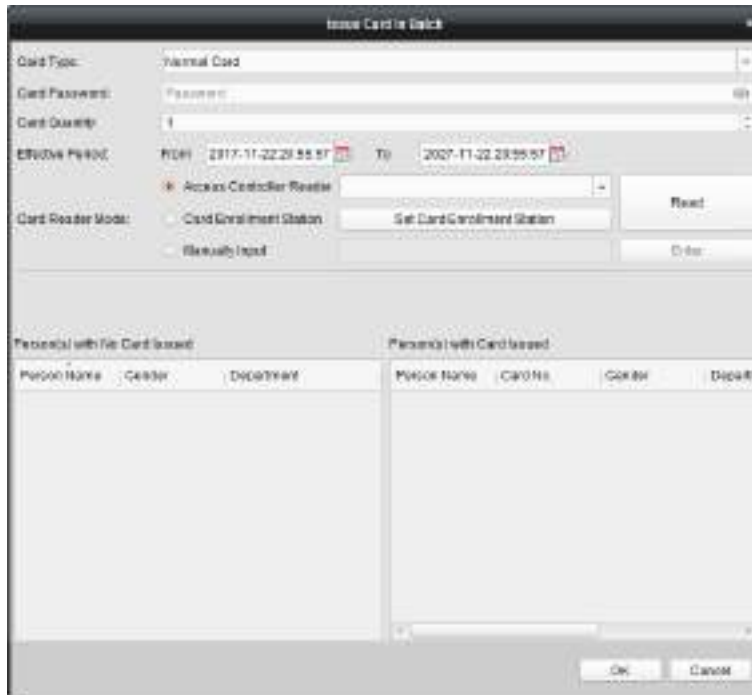 Issue Card in Batch
Card Type: Normal Card
Card Password: Password
Card Quantity 1
Effective Period: From 2017-11-22 20:55:57 To 2027-11-22 20:55:57
Access Controller Reader
Read
Card Reader Mode: Card Enrollment Station Set Card Enrollment Station
Manually Input Enter
Person(s) with No Card Issued Person(s) with Card Issued
Person Name Gender Department Person Name Card No. Gender Depart
OK Cancel